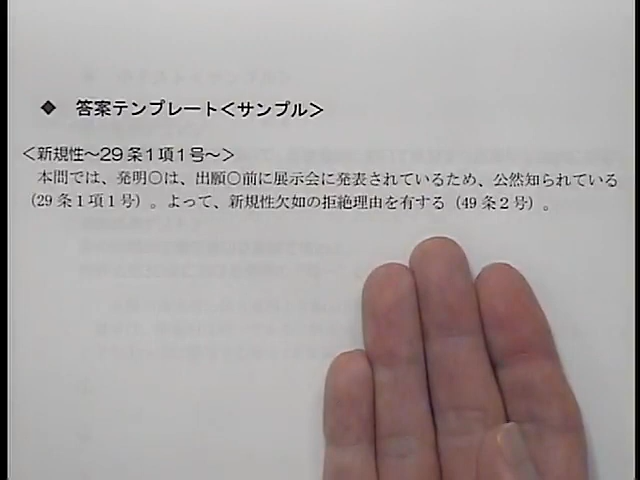 ◆ 答案テンプレート＜サンプル＞
＜新規性～29条1項1号～＞
本問では、発明○は、出願○前に展示会に発表されているため、公然知られている
（29条1項1号）。よって、新規性欠如の拒絶理由を有する（49条2号）。